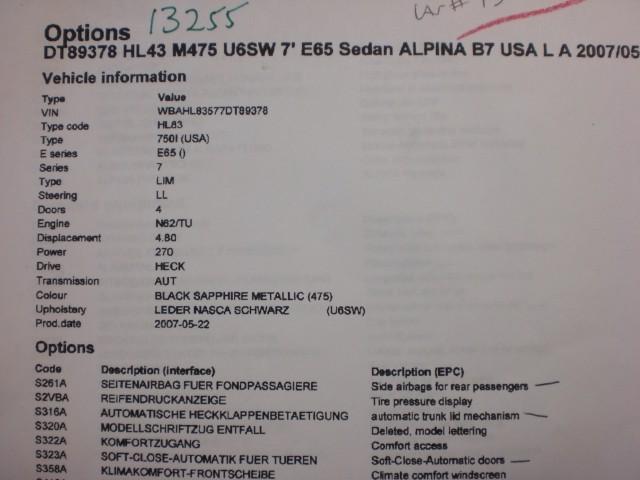 13255
Options
DT89378 HL43 M475 U6SW 7' E65 Sedan ALPINA B7 USA L A 2007/05
Vehicle information
Type Value
VIN WBAHL83577DT89378
Type code HL83
Type 750I (USA)
E series E65 ()
Series 7
Type LIM
Steering LL
Doors 4
Engine N62/TU
Displacement 4.80
Power 270
Drive HECK
Transmission AUT
Colour BLACK SAPPHIRE METALLIC (475)
Upholstery LEDER NASCA SCHWARZ (U6SW)
Prod.date 2007-05-22
Options
Code Description (interface) Description (EPC)
S261A SEITENAIRBAG FUER FONDPASSAGIERE Side airbags for rear passengers
S2VBA REIFENDRUCKANZEIGE Tire pressure display
S316A AUTOMATISCHE HECKKLAPPENBETAETIGUNG automatic trunk lid mechanism
S320A MODELLSCHRIFTZUG ENTFALL Deleted, model lettering
S322A KOMFORTZUGANG Comfort access
S323A SOFT-CLOSE-AUTOMATIK FUER TUEREN Soft-Close-Automatic doors
S358A KLIMAKOMFORT-FRONTSCHEIBE Climate comfort windscreen